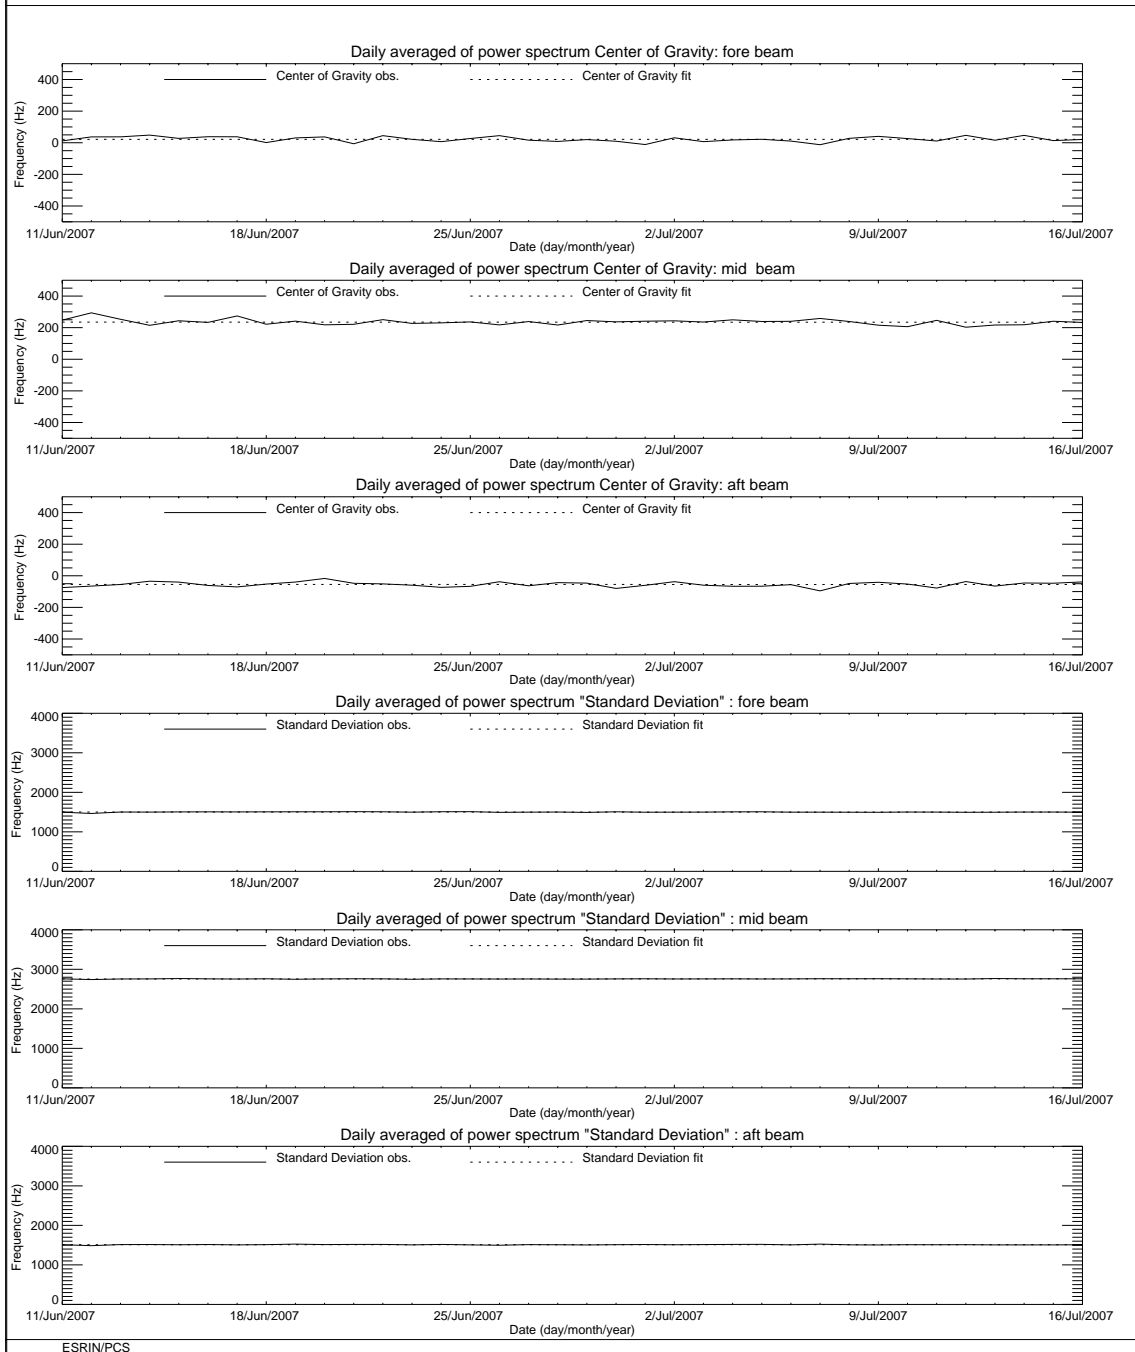 Daily averaged of power spectrum Center of Gravity: fore beam
Center of Gravity obs. Center of Gravity fit
Frequency (Hz)
400
200
0
-200
-400
11/Jun/2007 18/Jun/2007 25/Jun/2007 2/Jul/2007 9/Jul/2007 16/Jul/2007
Date (day/month/year)
Daily averaged of power spectrum Center of Gravity: mid beam
Center of Gravity obs. Center of Gravity fit
Frequency (Hz)
400
200
0
-200
-400
11/Jun/2007 18/Jun/2007 25/Jun/2007 2/Jul/2007 9/Jul/2007 16/Jul/2007
Date (day/month/year)
Daily averaged of power spectrum Center of Gravity: aft beam
Center of Gravity obs. Center of Gravity fit
Frequency (Hz)
400
200
0
-200
-400
11/Jun/2007 18/Jun/2007 25/Jun/2007 2/Jul/2007 9/Jul/2007 16/Jul/2007
Date (day/month/year)
Daily averaged of power spectrum "Standard Deviation" : fore beam
Standard Deviation obs. Standard Deviation fit
Frequency (Hz)
4000
3000
2000
1000
0
11/Jun/2007 18/Jun/2007 25/Jun/2007 2/Jul/2007 9/Jul/2007 16/Jul/2007
Date (day/month/year)
Daily averaged of power spectrum "Standard Deviation" : mid beam
Standard Deviation obs. Standard Deviation fit
Frequency (Hz)
4000
3000
2000
1000
0
11/Jun/2007 18/Jun/2007 25/Jun/2007 2/Jul/2007 9/Jul/2007 16/Jul/2007
Date (day/month/year)
Daily averaged of power spectrum "Standard Deviation" : aft beam
Standard Deviation obs. Standard Deviation fit
Frequency (Hz)
4000
3000
2000
1000
0
11/Jun/2007 18/Jun/2007 25/Jun/2007 2/Jul/2007 9/Jul/2007 16/Jul/2007
Date (day/month/year)
ESRIN/PCS